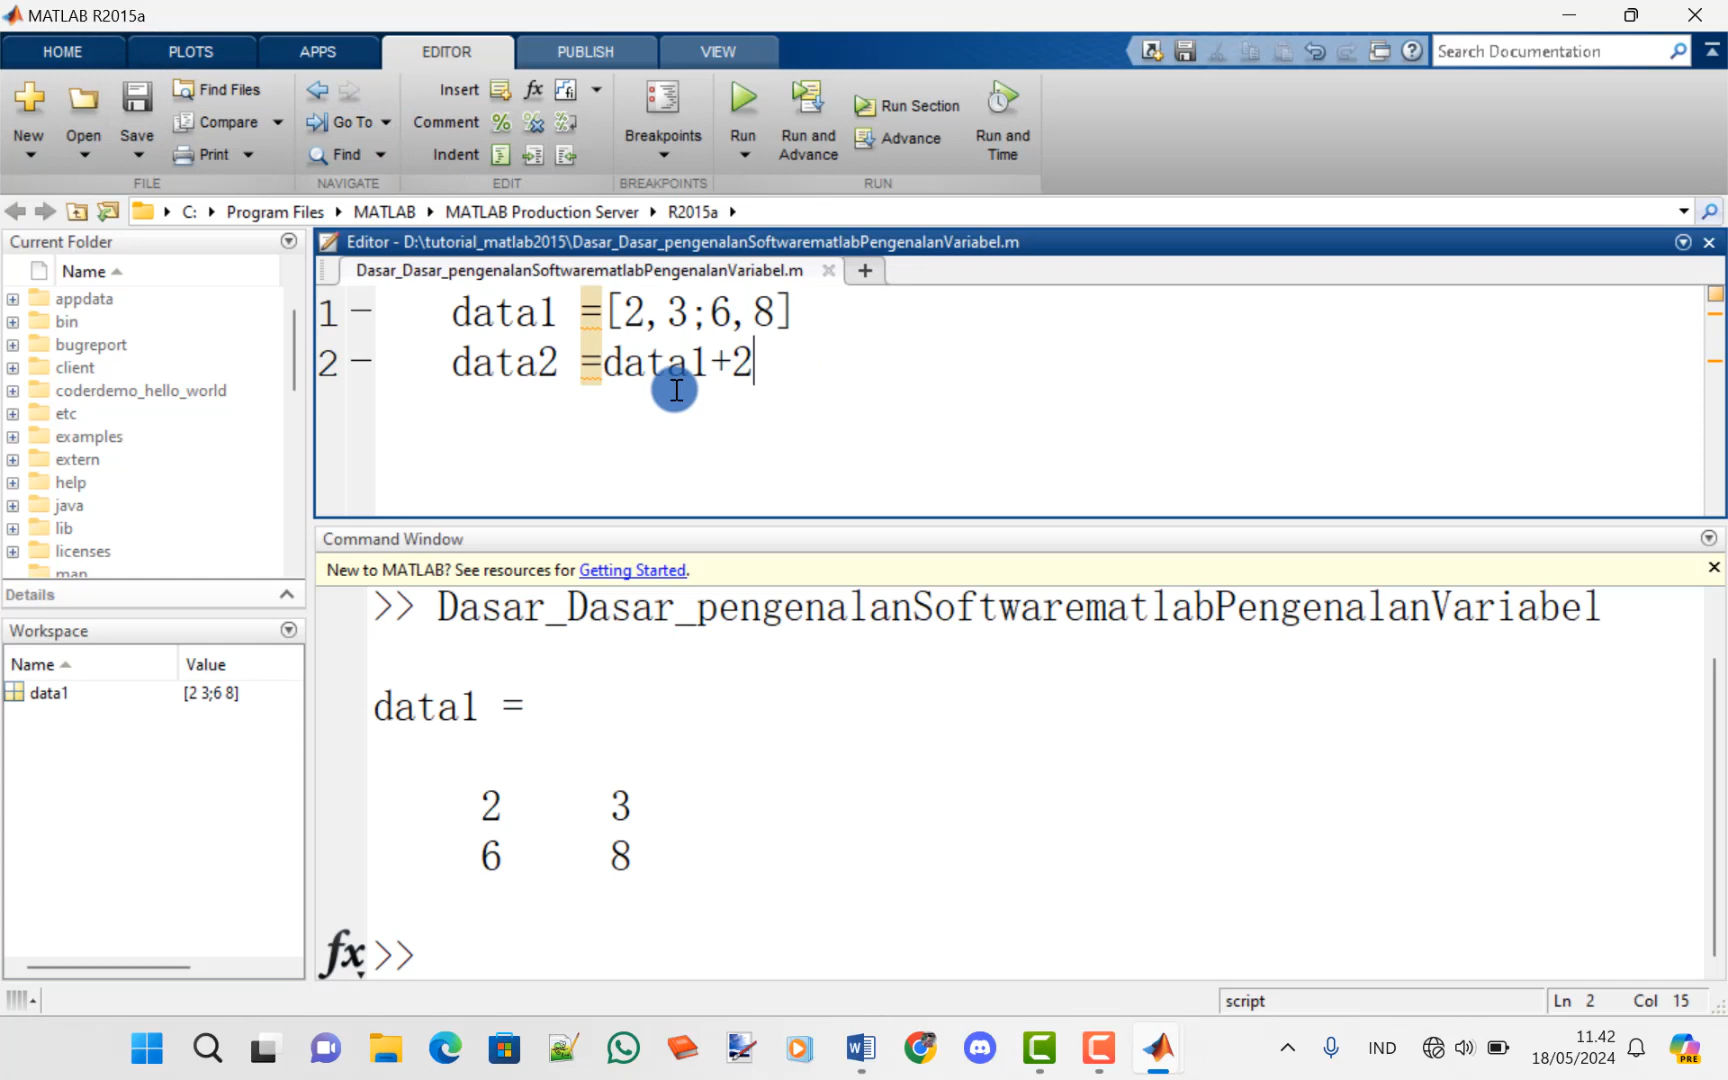 MATLAB R2015a
HOME PLOTS APPS EDITOR PUBLISH VIEW
Search Documentation
New Open Save
Find Files
Compare
Print
FILE
Go To
Find
NAVIGATE
Insert fx
Comment
Indent
EDIT
Breakpoints
BREAKPOINTS
Run
Run and Advance
Run Section
Advance
Run and Time
RUN
C: Program Files MATLAB MATLAB Production Server R2015a
Current Folder
Name
appdata
bin
bugreport
client
coderdemo_hello_world
etc
examples
extern
help
java
lib
licenses
man
Details
Workspace
Name Value
data1 [2 3;6 8]
Editor - D:\tutorial_matlab2015\Dasar_Dasar_pengenalanSoftwarematlabPengenalanVariabel.m
Dasar_Dasar_pengenalanSoftwarematlabPengenalanVariabel.m
1 data1 =[2,3;6,8]
2 data2 =data1+2
Command Window
New to MATLAB? See resources for Getting Started.
>> Dasar_Dasar_pengenalanSoftwarematlabPengenalanVariabel
data1 =
2 3
6 8
fx >>
script Ln 2 Col 15
IND
11.42
18/05/2024
PRE